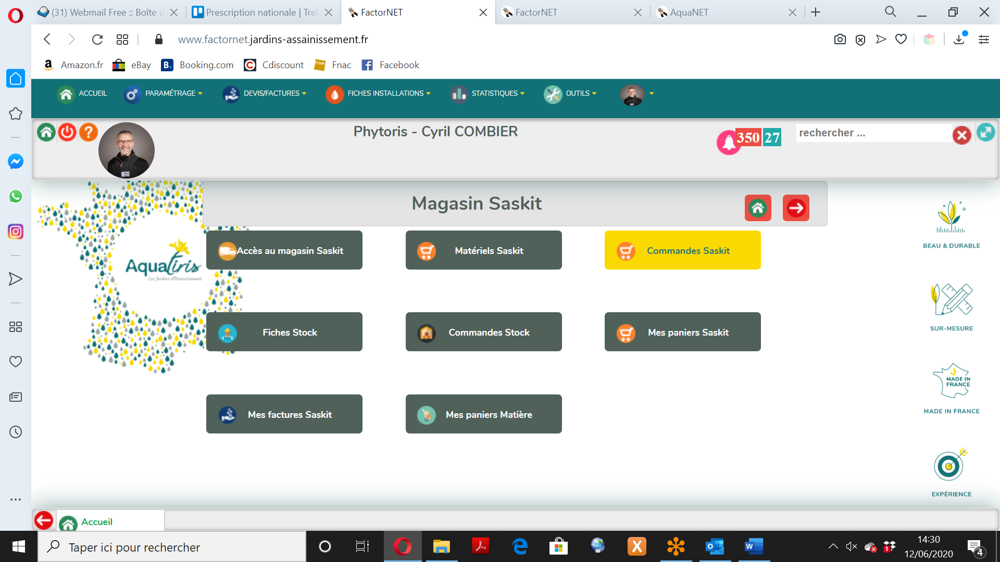 (31) Webmail Free :: Boîte d
Prescription nationale | Trel
FactorNET
FactorNET
AquaNET
www.factornet.jardins-assainissement.fr
Amazon.fr
eBay
Booking.com
Cdiscount
Fnac
Facebook
ACCUEIL
PARAMÉTRAGE
DEVIS/FACTURES
FICHES INSTALLATIONS
STATISTIQUES
OUTILS
Phytoris - Cyril COMBIER
350 27
rechercher ...
Magasin Saskit
Accès au magasin Saskit
Matériels Saskit
Commandes Saskit
Fiches Stock
Commandes Stock
Mes paniers Saskit
Mes factures Saskit
Mes paniers Matière
Aquatiris
Les Jardins d'Assainissement
BEAU & DURABLE
SUR-MESURE
MADE IN
FRANCE
MADE IN FRANCE
EXPÉRIENCE
Accueil
Taper ici pour rechercher
14:30
12/06/2020
4